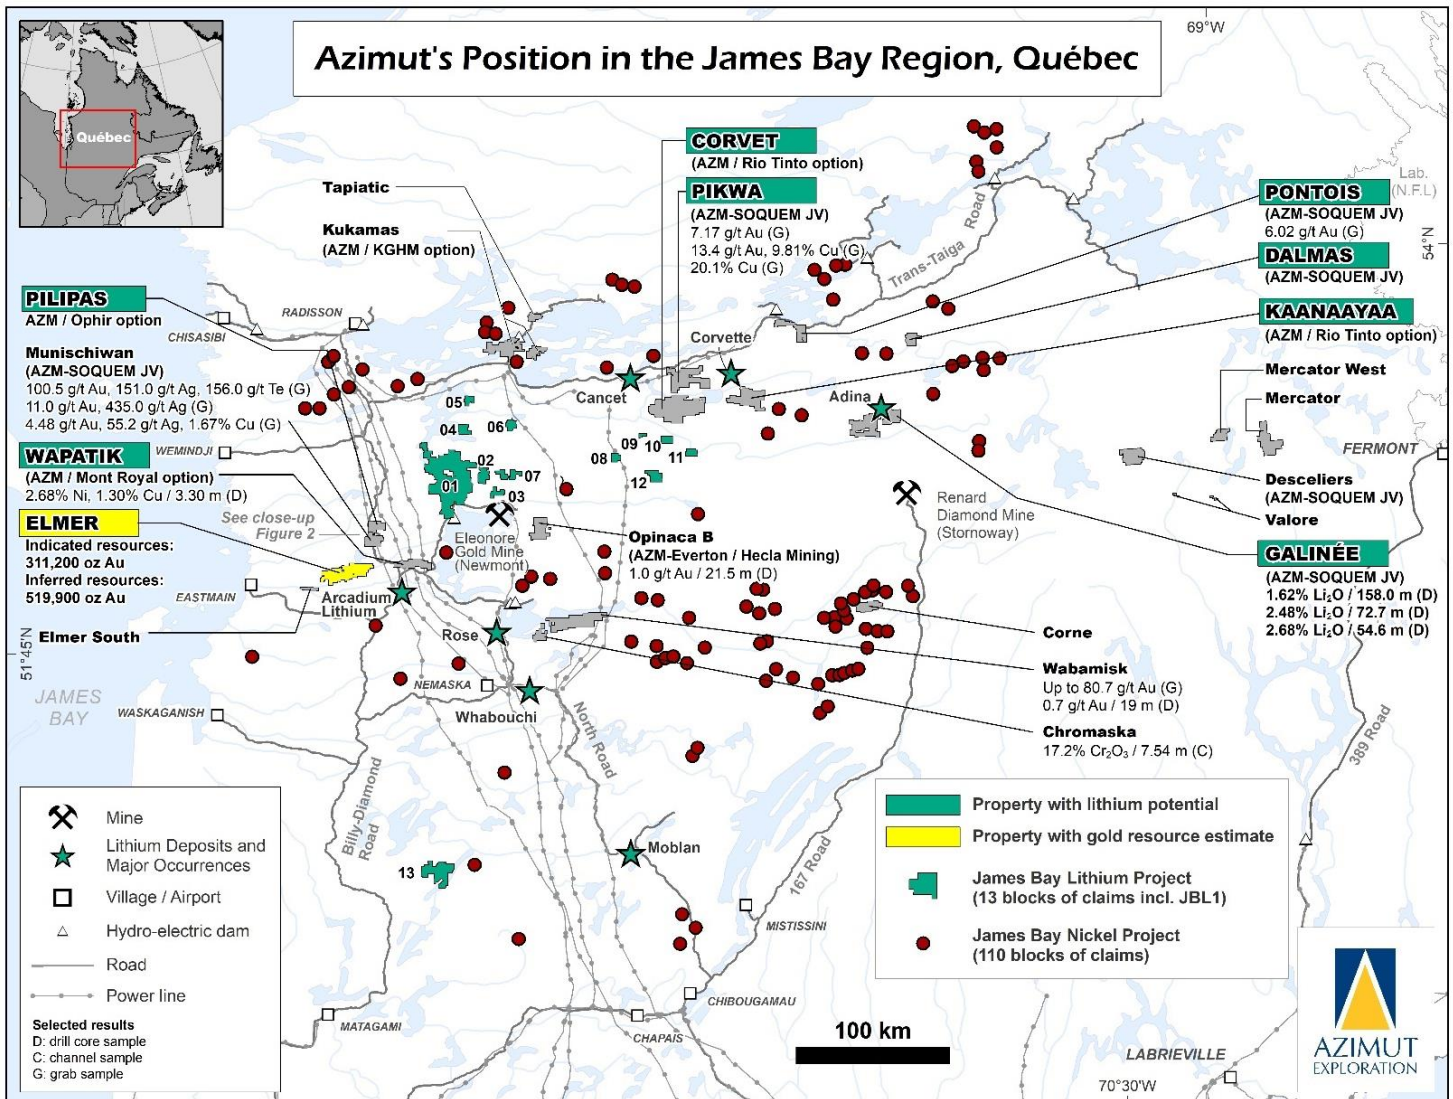 Azimut's Position in the James Bay Region, Québec
Québec
69°W
Lab.
(N.F.L)
54°N
CORVET
(AZM / Rio Tinto option)
PIKWA
(AZM-SOQUEM JV)
7.17 g/t Au (G)
13.4 g/t Au, 9.81% Cu (G)
20.1% Cu (G)
Tapiatic
Kukamas
(AZM / KGHM option)
Trans-Taiga Road
PONTOIS
(AZM-SOQUEM JV)
6.02 g/t Au (G)
DALMAS
(AZM-SOQUEM JV)
KAANAAYAA
(AZM / Rio Tinto option)
PILIPAS
AZM / Ophir option
RADISSON
CHISASIBI
Munischiwan
(AZM-SOQUEM JV)
100.5 g/t Au, 151.0 g/t Ag, 156.0 g/t Te (G)
11.0 g/t Au, 435.0 g/t Ag (G)
4.48 g/t Au, 55.2 g/t Ag, 1.67% Cu (G)
Corvette
Cancet
Adina
Mercator West
Mercator
FERMONT
WEMINDJI
WAPATIK
(AZM / Mont Royal option)
2.68% Ni, 1.30% Cu / 3.30 m (D)
05
04
06
02
07
01
03
09
10
08
11
12
Desceliers
(AZM-SOQUEM JV)
Valore
Renard
Diamond Mine
(Stornoway)
ELMER
Indicated resources:
311,200 oz Au
Inferred resources:
519,900 oz Au
See close-up
Figure 2
Eleonore
Gold Mine
(Newmont)
Opinaca B
(AZM-Everton / Hecla Mining)
1.0 g/t Au / 21.5 m (D)
GALINÉE
(AZM-SOQUEM JV)
1.62% Li₂O / 158.0 m (D)
2.48% Li₂O / 72.7 m (D)
2.68% Li₂O / 54.6 m (D)
EASTMAIN
Arcadium
Lithium
Elmer South
Rose
Corne
51°45'N
Wabamisk
Up to 80.7 g/t Au (G)
0.7 g/t Au / 19 m (D)
JAMES
BAY
WASKAGANISH
NEMASKA
Whabouchi
North Road
Chromaska
17.2% Cr₂O₃ / 7.54 m (C)
389 Road
Billy-Diamond
Road
13
Moblan
167 Road
MISTISSINI
CHIBOUGAMAU
CHAPAIS
MATAGAMI
Mine
Lithium Deposits and
Major Occurrences
Village / Airport
Hydro-electric dam
Road
Power line
Selected results
D: drill core sample
C: channel sample
G: grab sample
Property with lithium potential
Property with gold resource estimate
James Bay Lithium Project
(13 blocks of claims incl. JBL1)
James Bay Nickel Project
(110 blocks of claims)
100 km
LABRIEVILLE
70°30'W
AZIMUT
EXPLORATION